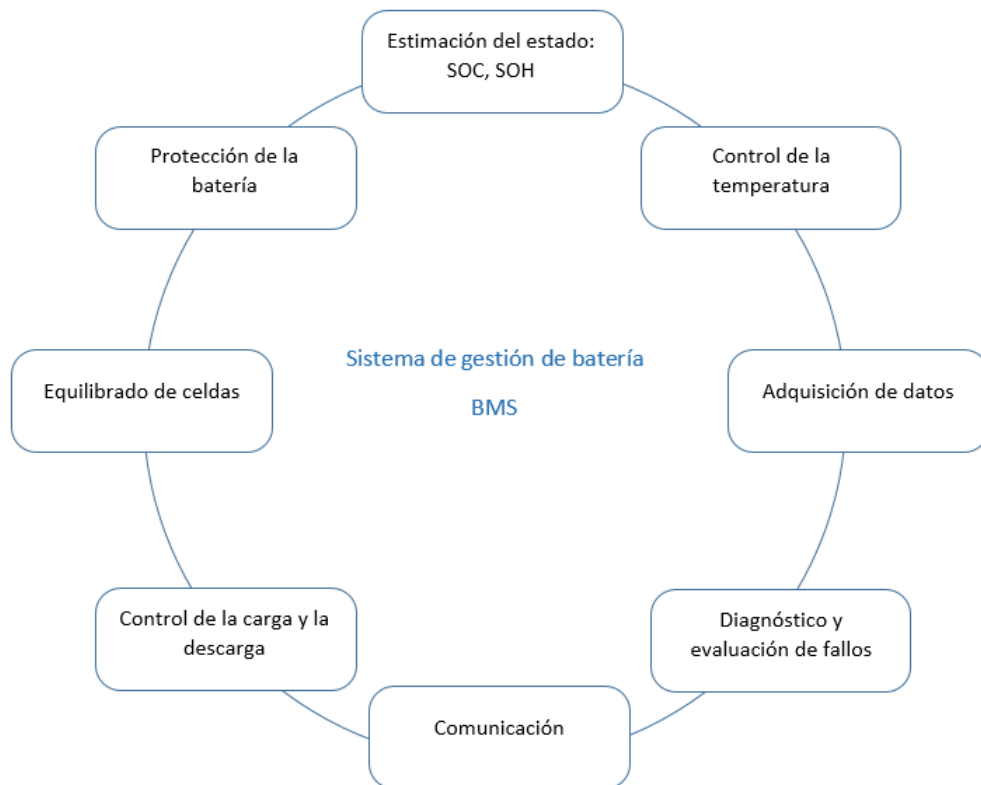 Estimación del estado:
SOC, SOH
Protección de la
batería
Control de la
temperatura
Sistema de gestión de batería
BMS
Equilibrado de celdas
Adquisición de datos
Control de la carga y la
descarga
Diagnóstico y
evaluación de fallos
Comunicación